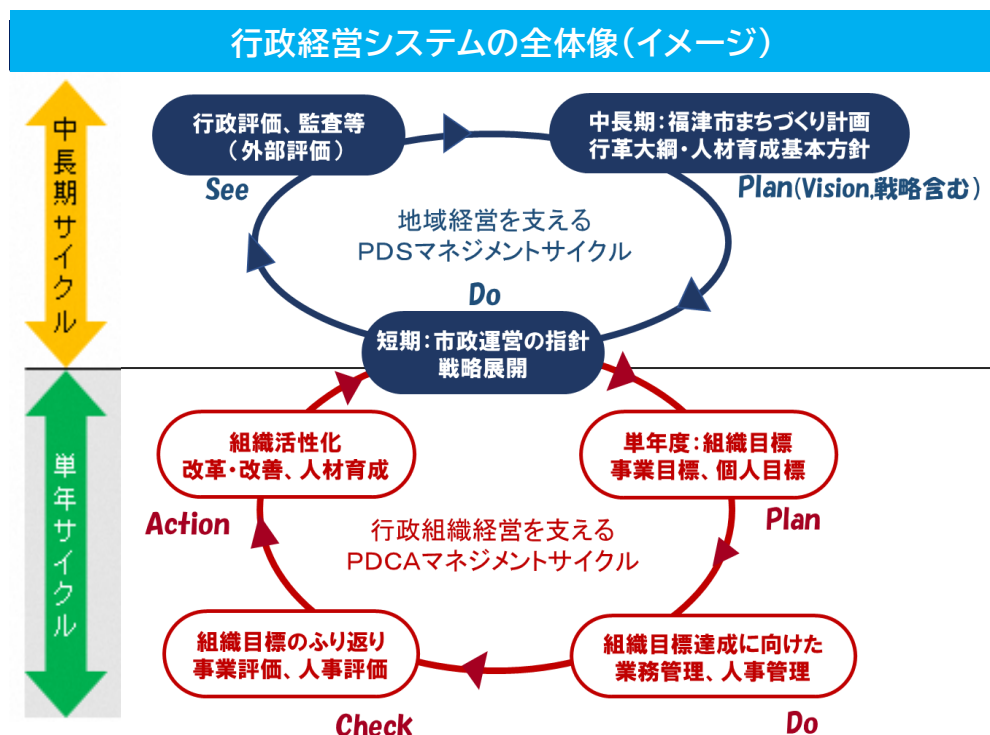 行政経営システムの全体像（イメージ）
中長期サイクル
行政評価、監査等
（外部評価）
See
中長期：福津市まちづくり計画
行革大綱・人材育成基本方針
Plan(Vision,戦略含む)
地域経営を支える
PDSマネジメントサイクル
Do
短期：市政運営の指針
戦略展開
単年サイクル
組織活性化
改革・改善、人材育成
Action
単年度：組織目標
事業目標、個人目標
Plan
行政組織経営を支える
PDCAマネジメントサイクル
組織目標のふり返り
事業評価、人事評価
Check
組織目標達成に向けた
業務管理、人事管理
Do